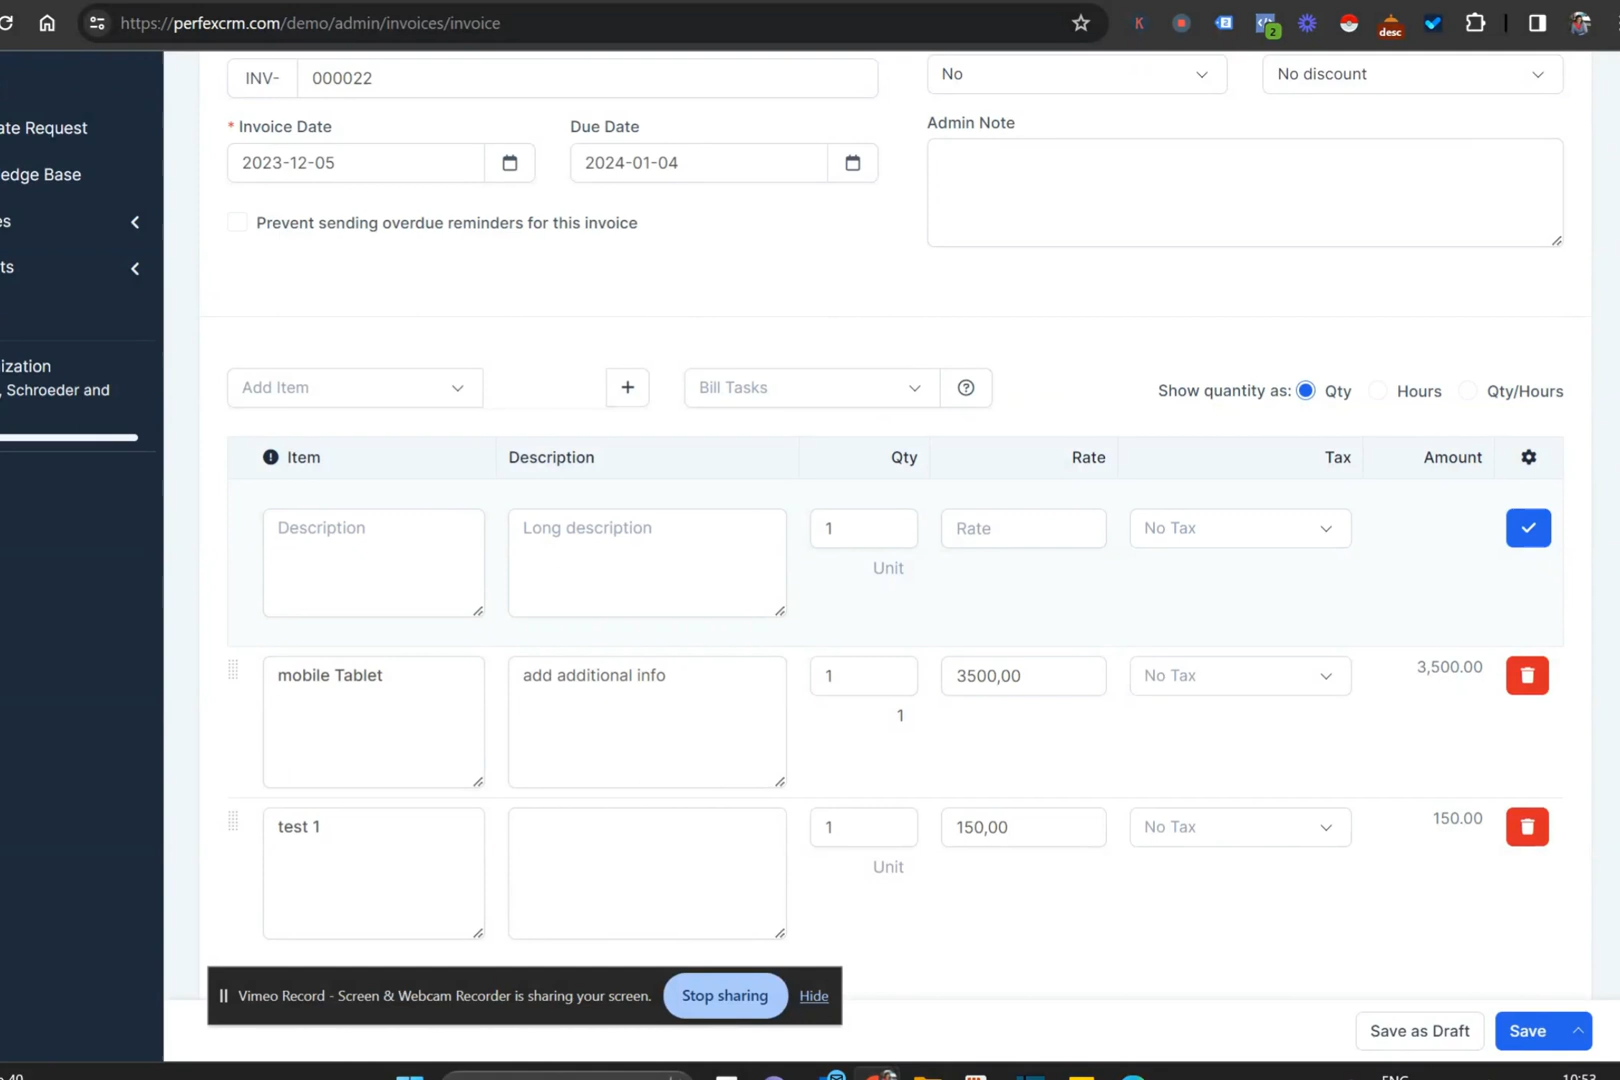 https://perfexcrm.com/demo/admin/invoices/invoice
K
2
desc
INV-
000022
No
No discount
* Invoice Date
Due Date
Admin Note
2023-12-05
2024-01-04
Prevent sending overdue reminders for this invoice
ate Request
edge Base
es
ts
ization
, Schroeder and
Add Item
+
Bill Tasks
?
Show quantity as:
Qty
Hours
Qty/Hours
Item
Description
Qty
Rate
Tax
Amount
Description
Long description
1
Unit
Rate
No Tax
mobile Tablet
add additional info
1
1
3500,00
No Tax
3,500.00
test 1
1
Unit
150,00
No Tax
150.00
Vimeo Record - Screen & Webcam Recorder is sharing your screen.
Stop sharing
Hide
Save as Draft
Save
ENG
10:53